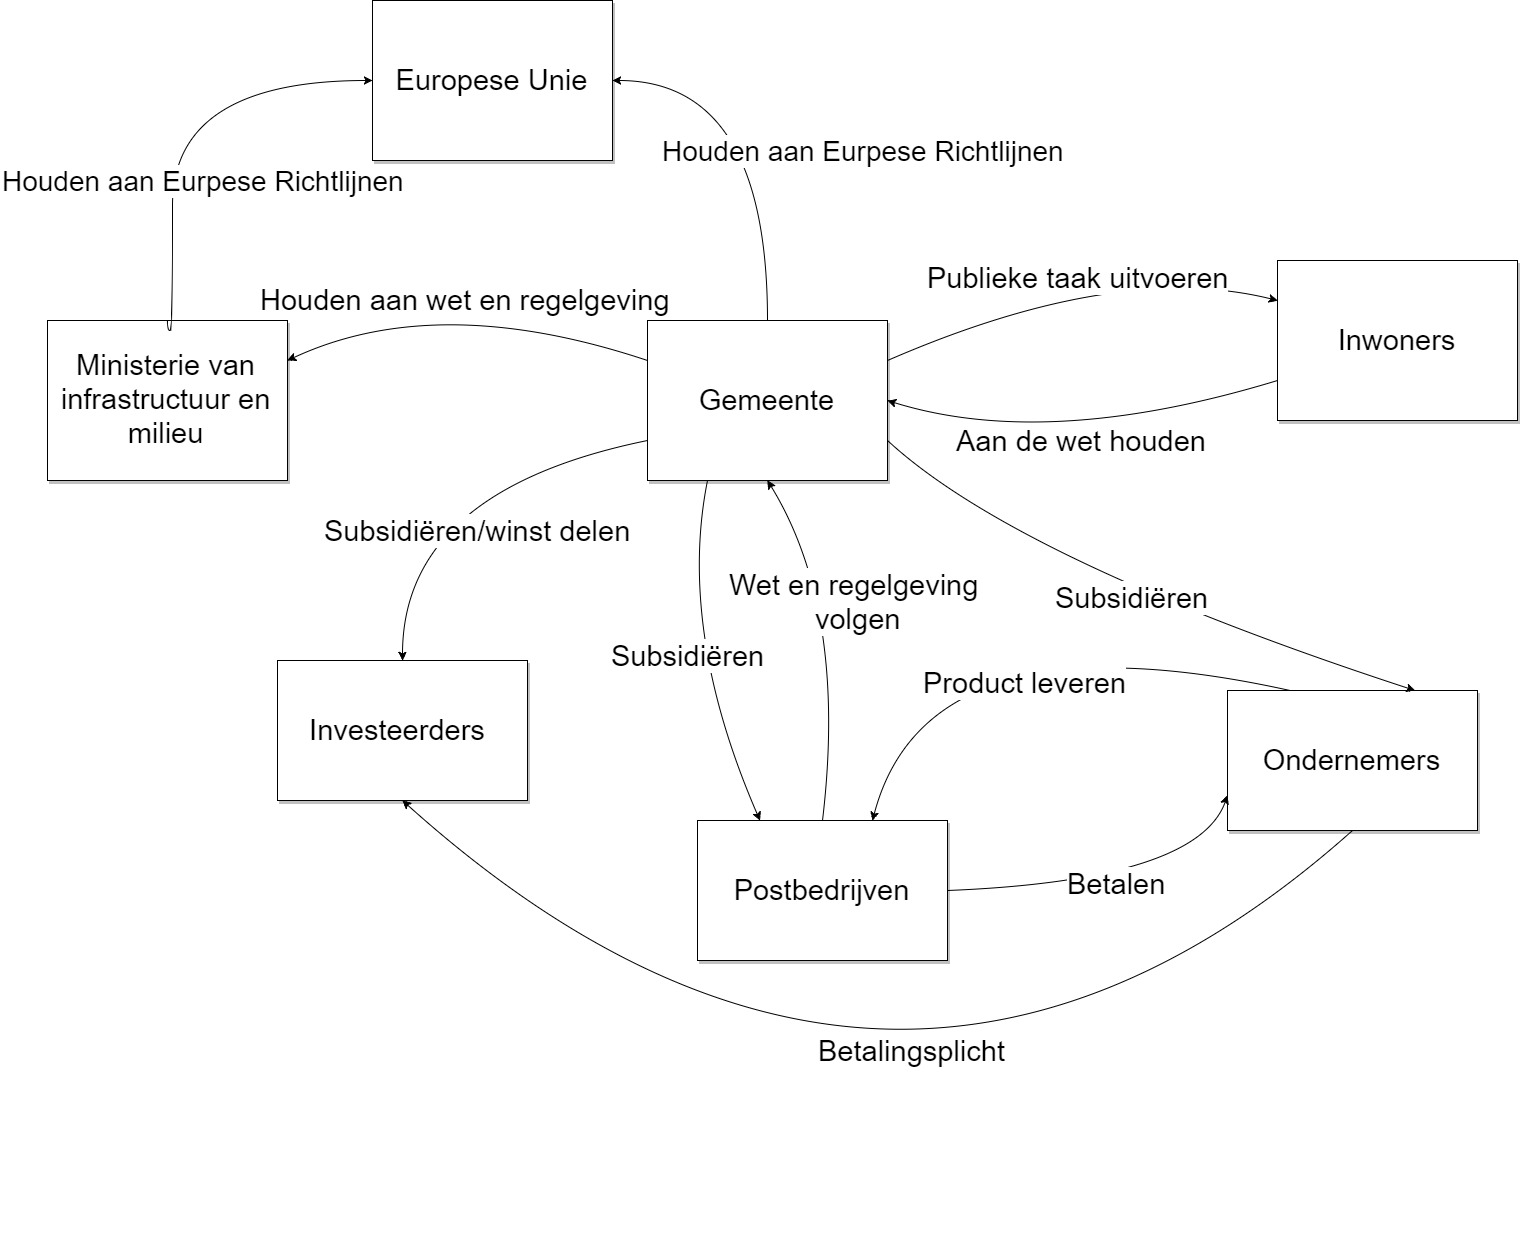 Europese Unie
Houden aan Eurpese Richtlijnen
Houden aan Eurpese Richtlijnen
Publieke taak uitvoeren
Houden aan wet en regelgeving
Inwoners
Ministerie van
infrastructuur en
milieu
Gemeente
Aan de wet houden
Subsidiëren/winst delen
Wet en regelgeving
volgen
Subsidiëren
Subsidiëren
Product leveren
Investeerders
Ondernemers
Postbedrijven
Betalen
Betalingsplicht